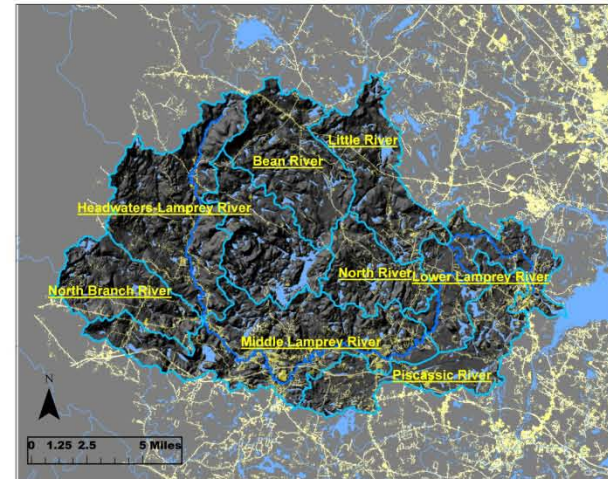 Little River
Bean River
Headwaters-Lamprey River
North River
Lower Lamprey River
North Branch River
Middle Lamprey River
Piscassic River
N
0 1.25 2.5 5 Miles